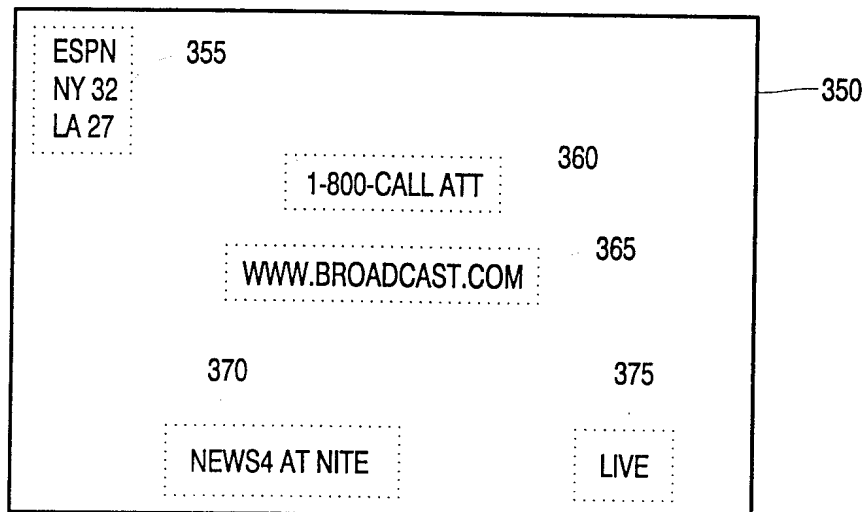 ESPN
NY 32
LA 27
355
350
360
1-800-CALL ATT
365
WWW.BROADCAST.COM
370
375
NEWS4 AT NITE
LIVE